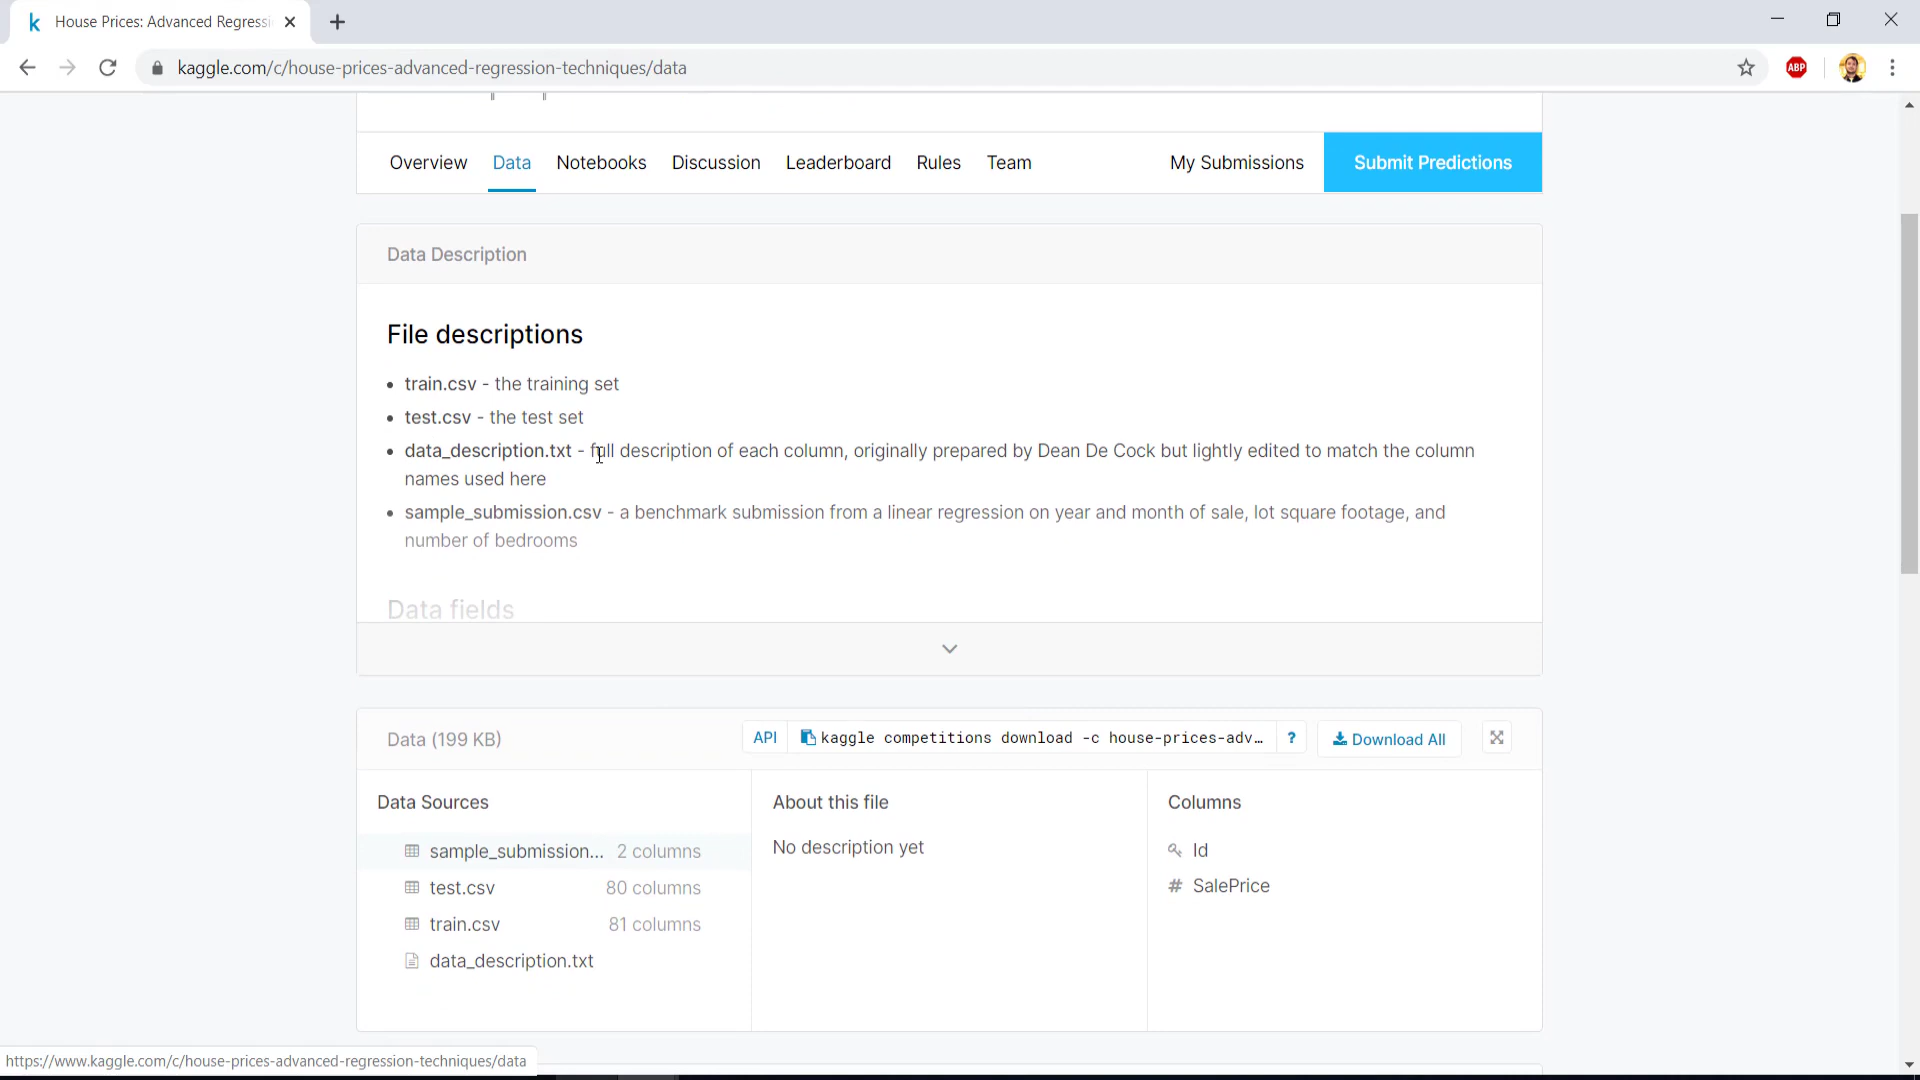 k House Prices: Advanced Regressi
kaggle.com/c/house-prices-advanced-regression-techniques/data
ABP
Overview Data Notebooks Discussion Leaderboard Rules Team My Submissions Submit Predictions
Data Description
File descriptions
• train.csv - the training set
• test.csv - the test set
• data_description.txt - full description of each column, originally prepared by Dean De Cock but lightly edited to match the column
names used here
• sample_submission.csv - a benchmark submission from a linear regression on year and month of sale, lot square footage, and
number of bedrooms
Data fields
Data (199 KB) API kaggle competitions download -c house-prices-adv… ? Download All
Data Sources About this file Columns
sample_submission... 2 columns No description yet Id
test.csv 80 columns # SalePrice
train.csv 81 columns
data_description.txt
https://www.kaggle.com/c/house-prices-advanced-regression-techniques/data